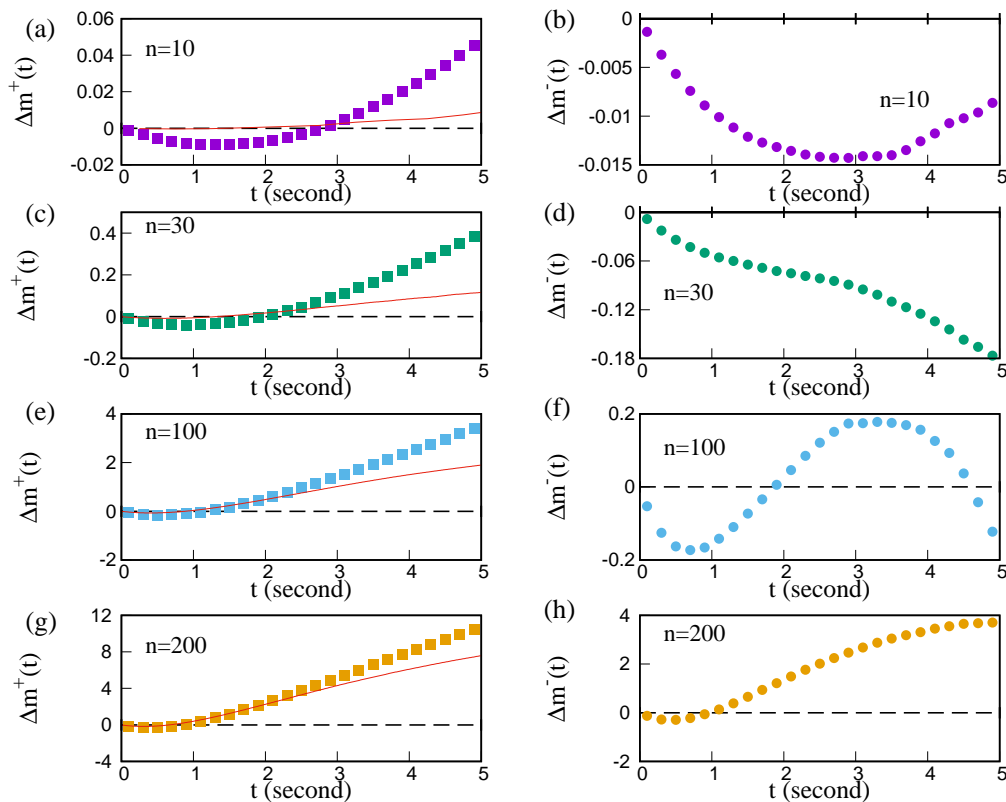 (a)
n=10
Δm⁺(t)
0.06
0.04
0.02
0
-0.02
0 1 2 3 4 5
t (second)
(b)
n=10
Δm⁻(t)
0
-0.005
-0.01
-0.015
0 1 2 3 4 5
t (second)
(c)
n=30
Δm⁺(t)
0.4
0.2
0
-0.2
0 1 2 3 4 5
t (second)
(d)
n=30
Δm⁻(t)
0
-0.06
-0.12
-0.18
0 1 2 3 4 5
t (second)
(e)
n=100
Δm⁺(t)
4
2
0
-2
0 1 2 3 4 5
t (second)
(f)
n=100
Δm⁻(t)
0.2
0
-0.2
0 1 2 3 4 5
t (second)
(g)
n=200
Δm⁺(t)
12
8
4
0
-4
0 1 2 3 4 5
t (second)
(h)
n=200
Δm⁻(t)
4
2
0
-2
0 1 2 3 4 5
t (second)